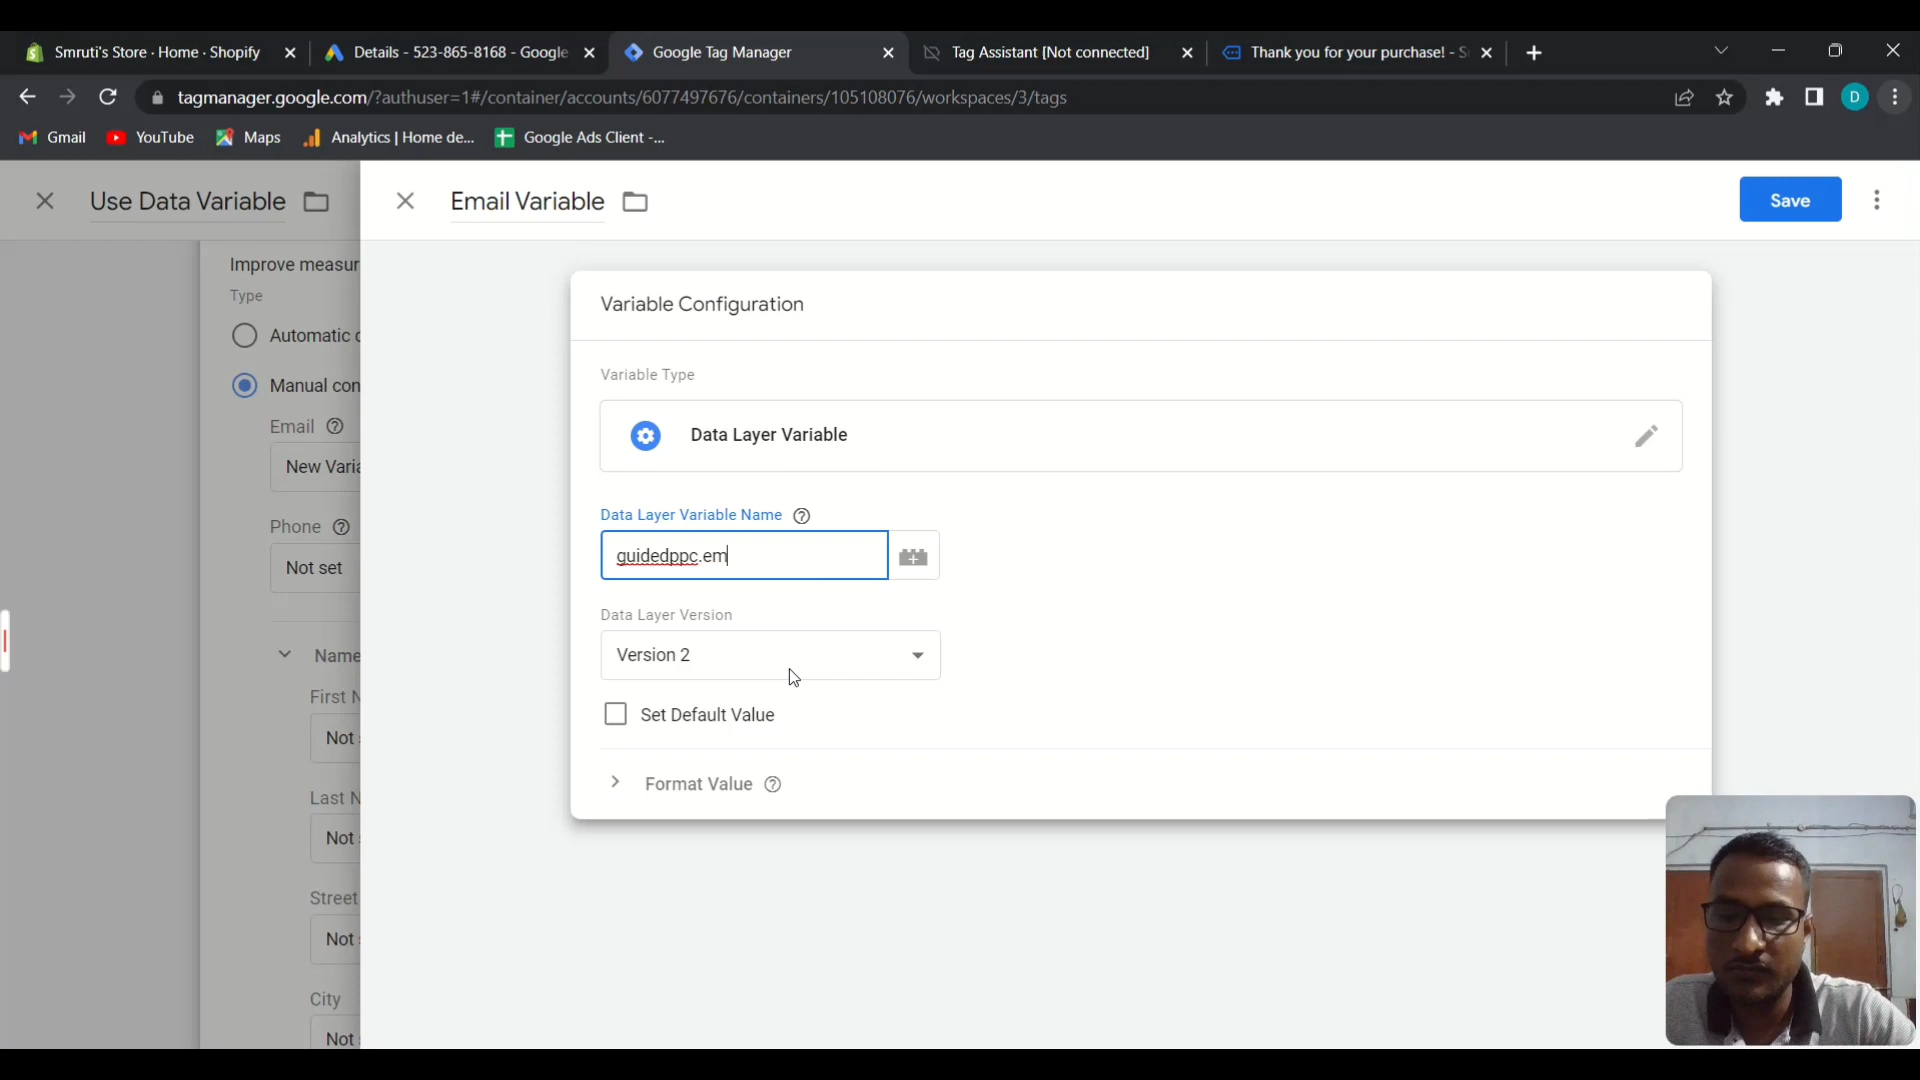 Smruti's Store · Home · Shopify
Details - 523-865-8168 - Google
Google Tag Manager
Tag Assistant [Not connected]
Thank you for your purchase! - S
tagmanager.google.com/?authuser=1#/container/accounts/6077497676/containers/105108076/workspaces/3/tags
D
Gmail
YouTube
Maps
Analytics | Home de...
Google Ads Client -...
Use Data Variable
Email Variable
Save
Improve measur
Type
Automatic c
Manual con
Email
New Varia
Phone
Not set
Name
First N
Not
Last N
Not
Street
Not
City
Not
Variable Configuration
Variable Type
Data Layer Variable
Data Layer Variable Name
guidedppc.em
Data Layer Version
Version 2
Set Default Value
Format Value